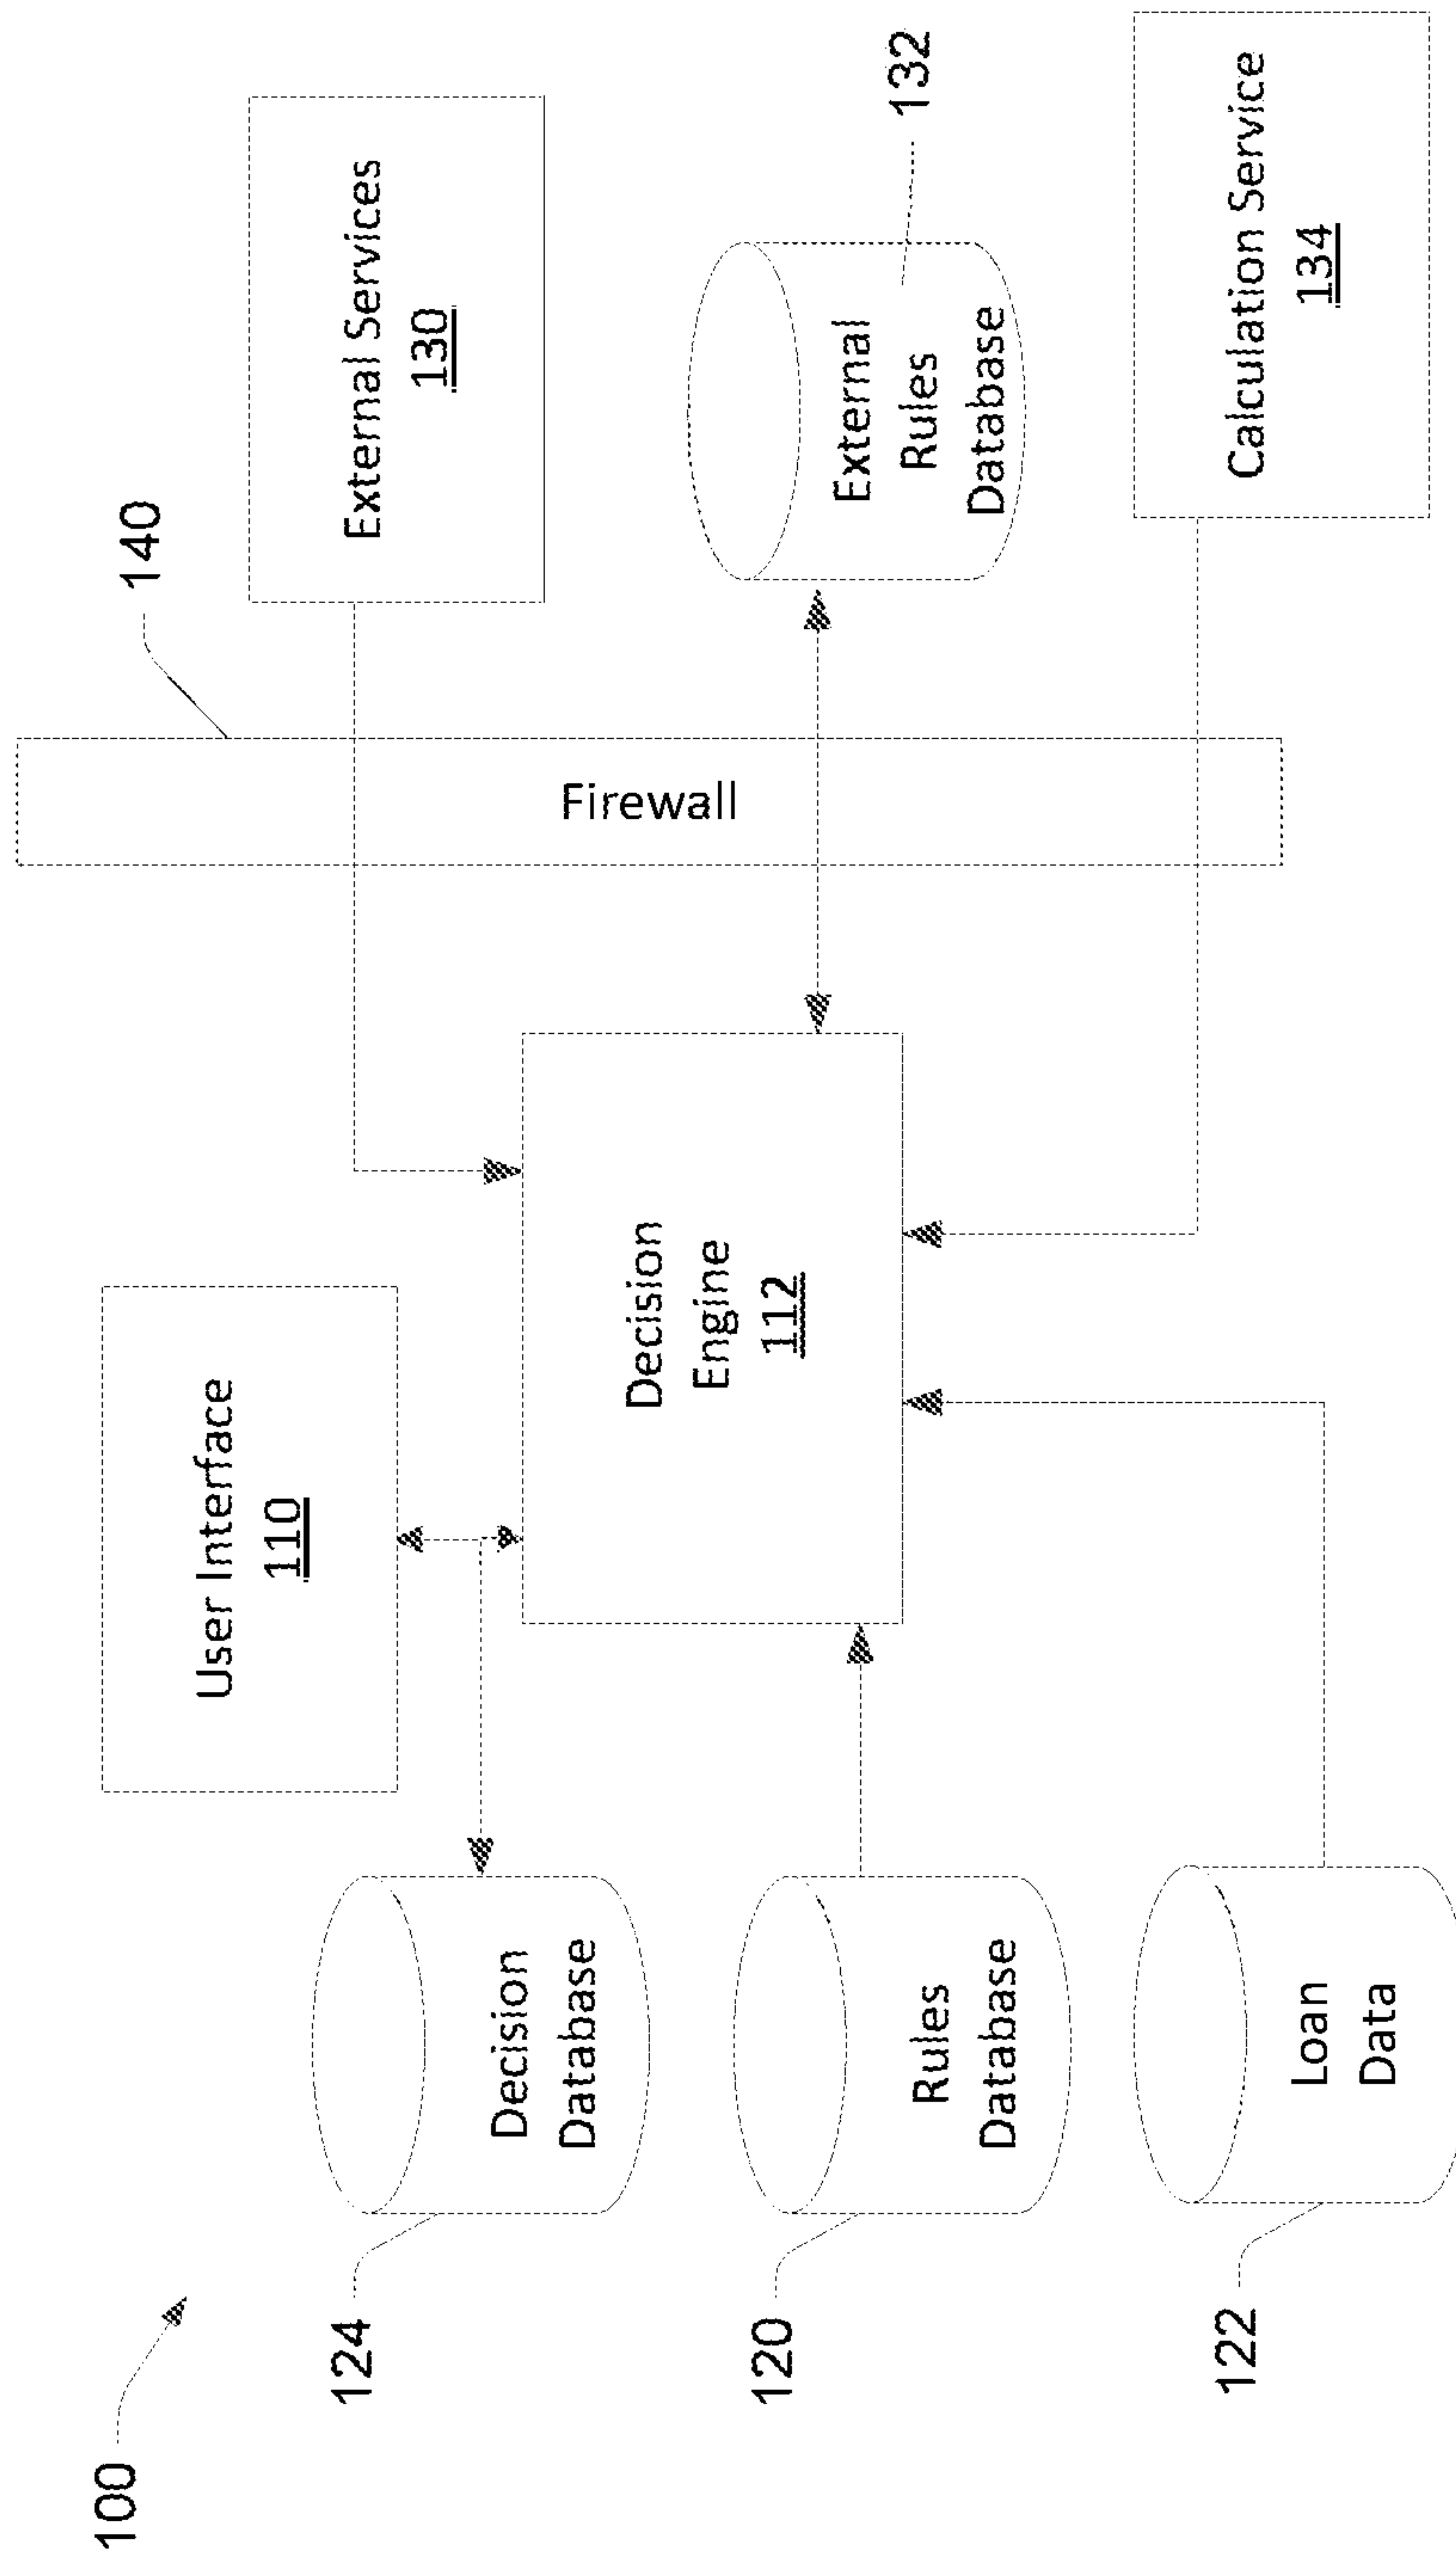 100
User Interface
110
140
External Services
130
124
Decision
Database
Decision
Engine
112
Firewall
External
Rules
Database
132
120
Rules
Database
122
Loan
Data
Calculation Service
134